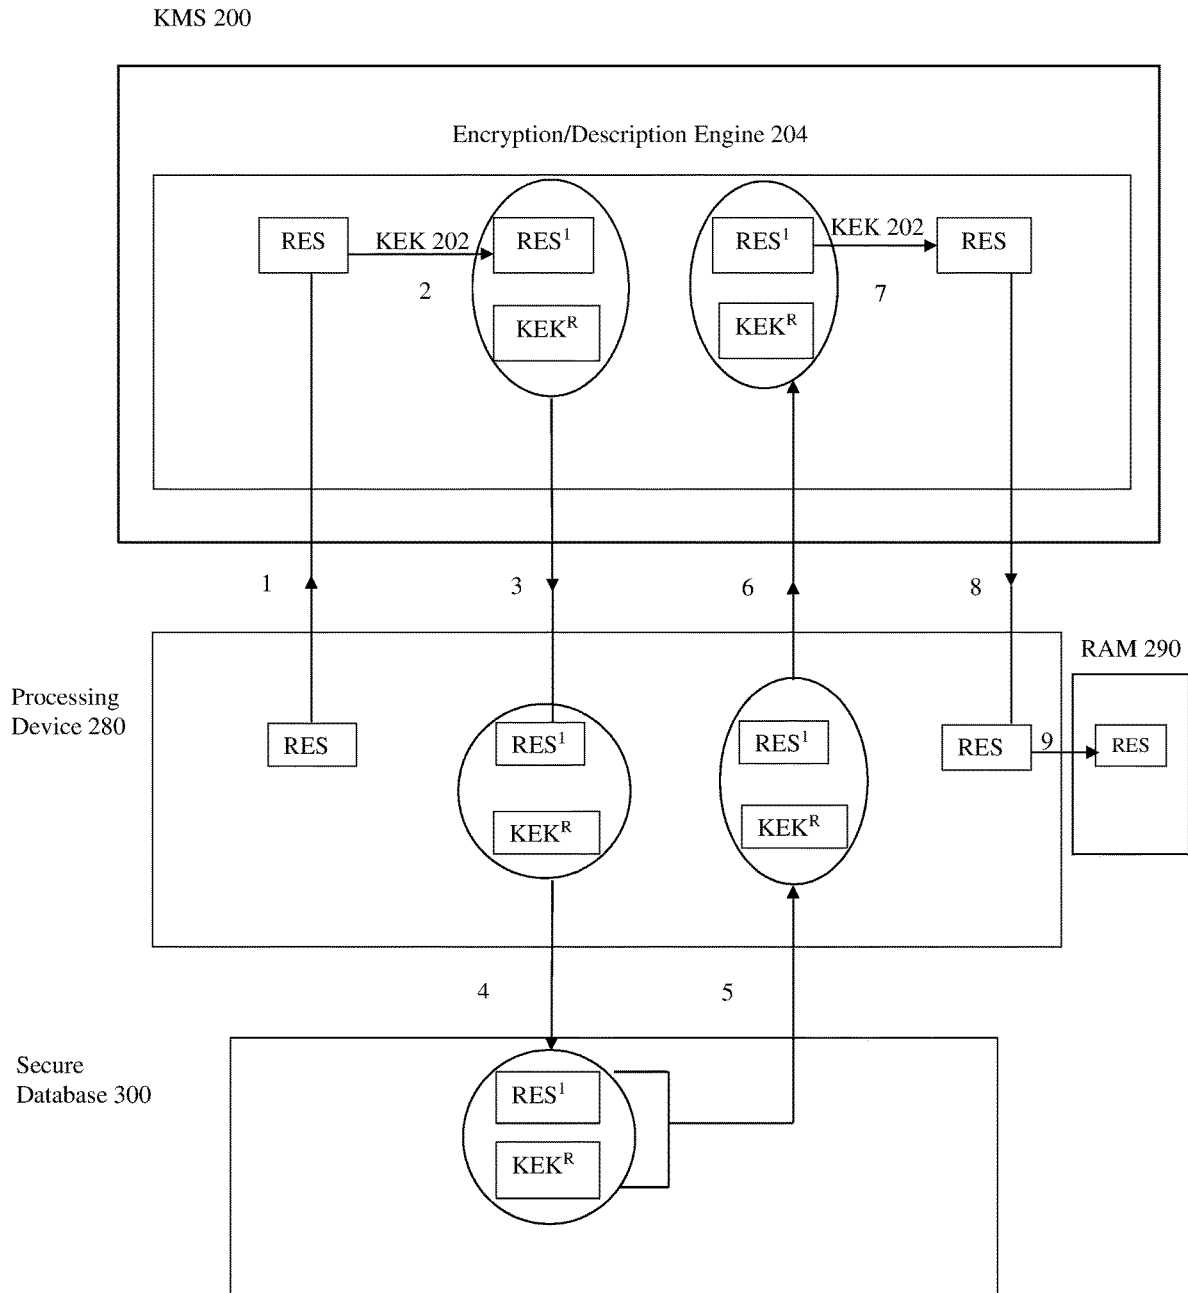 KMS 200
Encryption/Description Engine 204
RES
KEK 202
RES¹
RES¹
KEK 202
RES
2
7
KEKᴿ
KEKᴿ
1
3
6
8
RAM 290
Processing
Device 280
RES
RES¹
RES¹
RES
9
RES
KEKᴿ
KEKᴿ
4
5
Secure
Database 300
RES¹
KEKᴿ